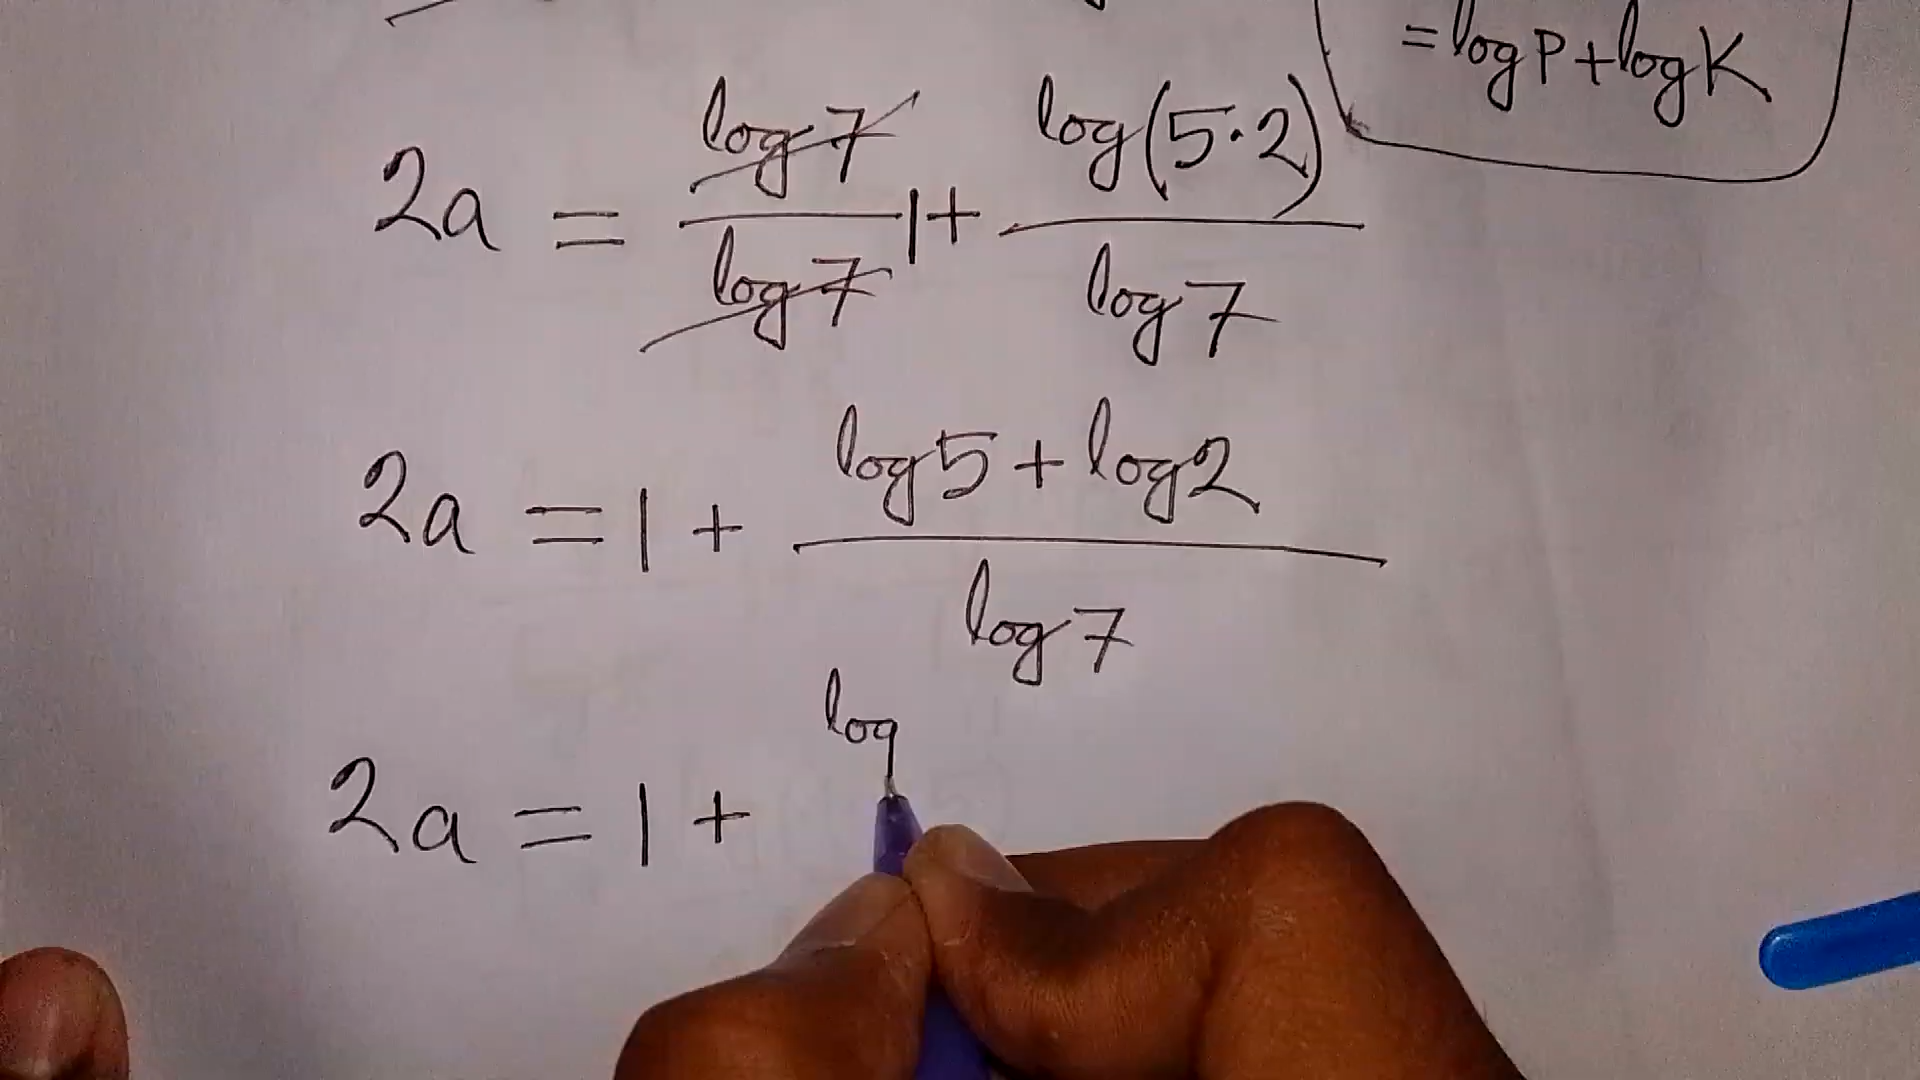 = log P + log K
2a = log 7 / log 7 1 + log (5·2) / log 7
2a = 1 + log 5 + log 2 / log 7
2a = 1 + log